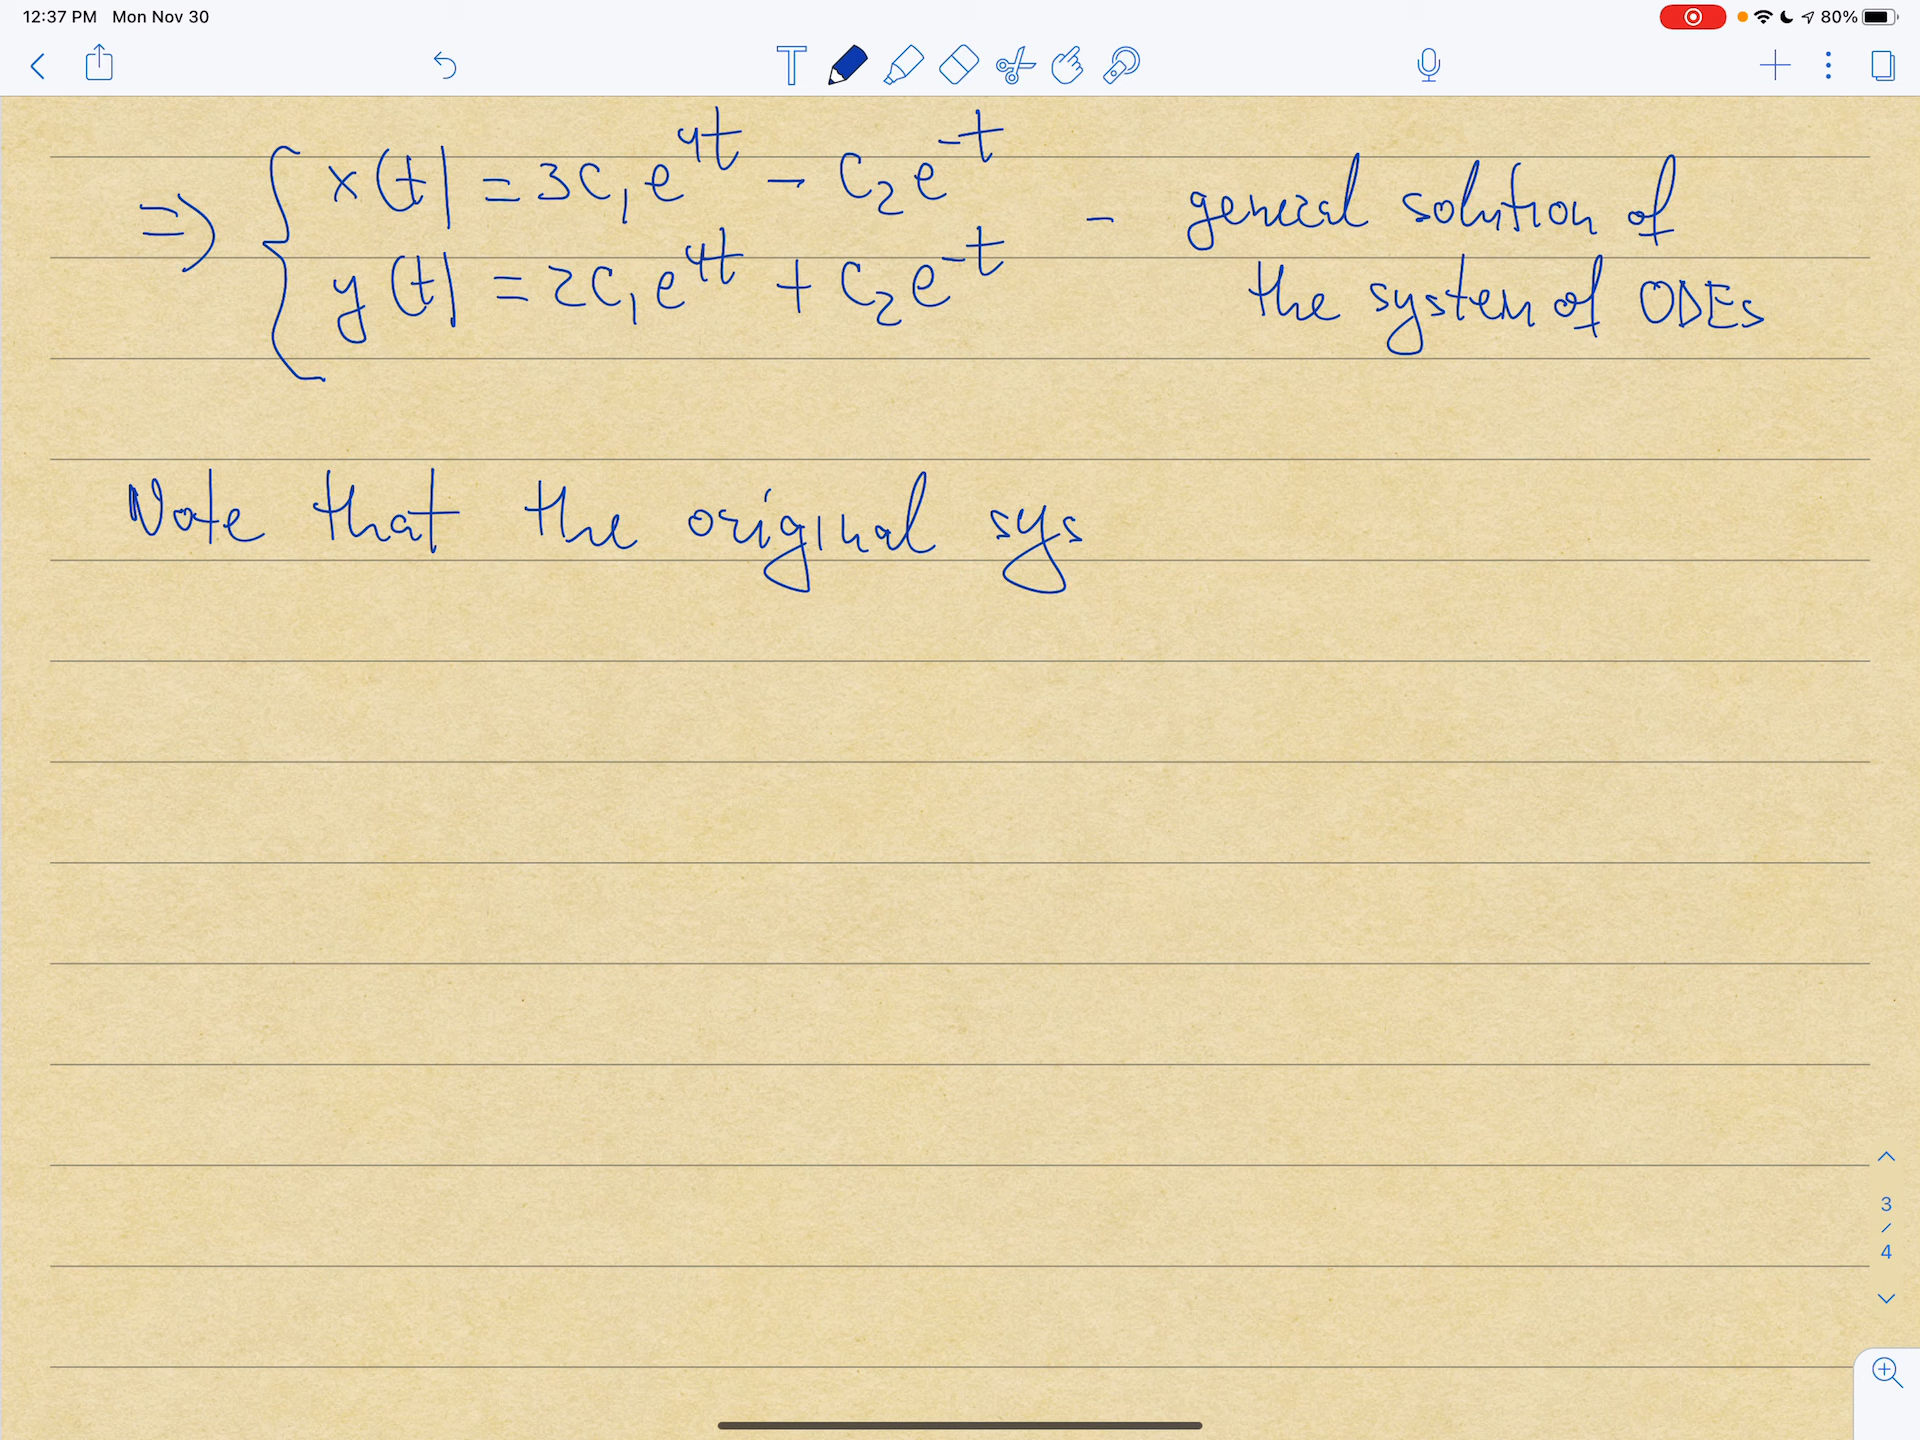 12:37 PM Mon Nov 30
80%
T
⇒ { x(t) = 3c₁e^{4t} - c₂e^{-t}
y(t) = 2c₁e^{4t} + c₂e^{-t}
- general solution of
the system of ODEs
Note that the original sys
3
/
4